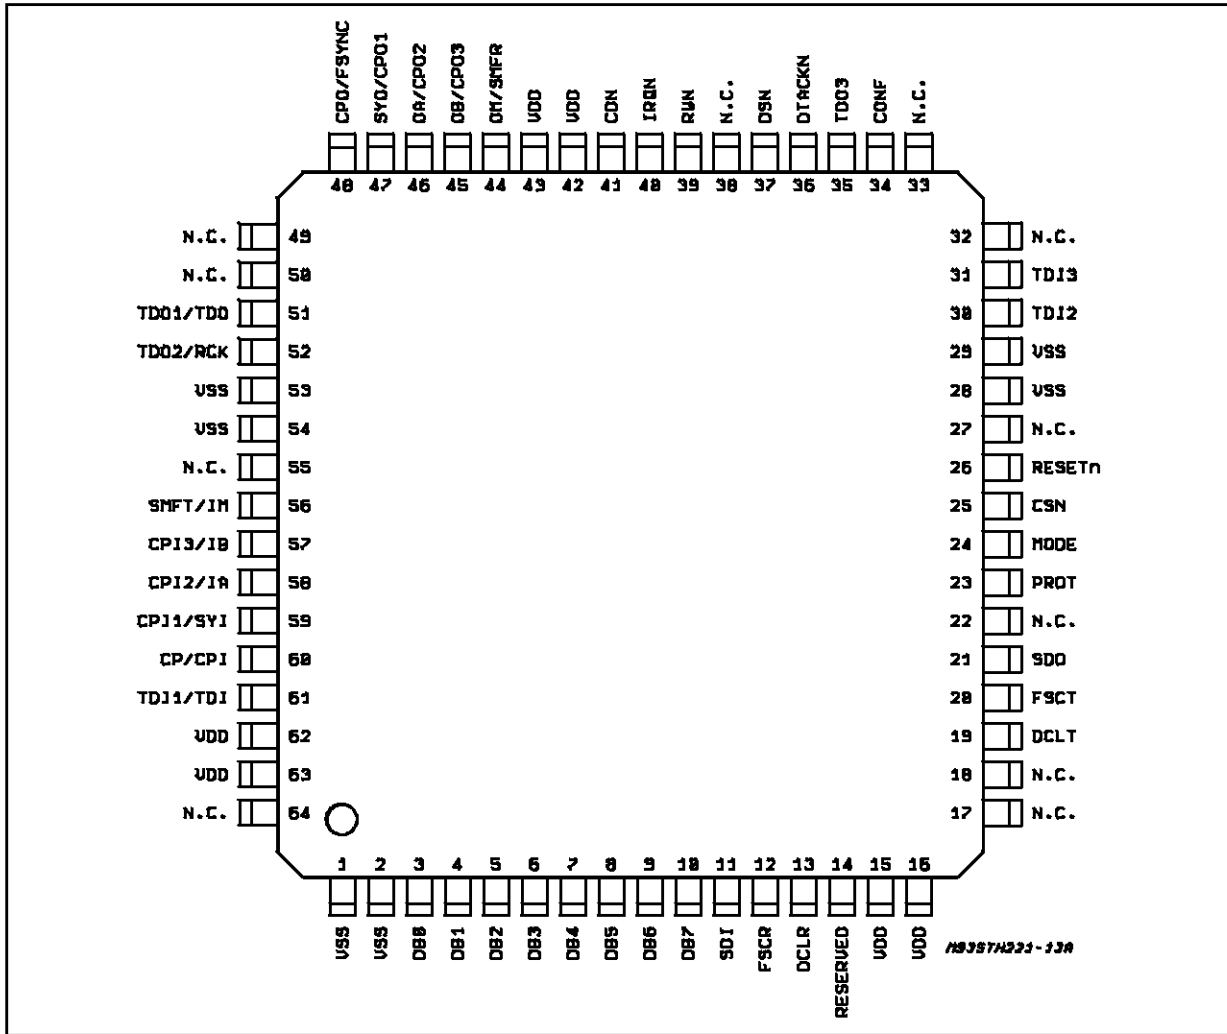 CPO/FSYNC SYO/CPO1 OA/CPO2 OB/CPO3 OM/SMFR VDD VDD CDN IRQN RWN N.C. DSN DTACKN TDO3 CONF N.C.
48 47 46 45 44 43 42 41 40 39 38 37 36 35 34 33
N.C. 49 32 N.C.
N.C. 50 31 TDI3
TDO1/TDO 51 30 TDI2
TDO2/RCK 52 29 VSS
VSS 53 28 VSS
VSS 54 27 N.C.
N.C. 55 26 RESETn
SMFT/IM 56 25 CSN
CPI3/IB 57 24 MODE
CPI2/IA 58 23 PROT
CPI1/SYI 59 22 N.C.
CP/CPI 60 21 SDO
TDI1/TDI 61 20 FSCT
VDD 62 19 DCLT
VDD 63 18 N.C.
N.C. 64 17 N.C.
1 2 3 4 5 6 7 8 9 10 11 12 13 14 15 16
VSS VSS DB0 DB1 DB2 DB3 DB4 DB5 DB6 DB7 SDI FSCR DCLR RESERVED VDD VDD
M93STH221-13A